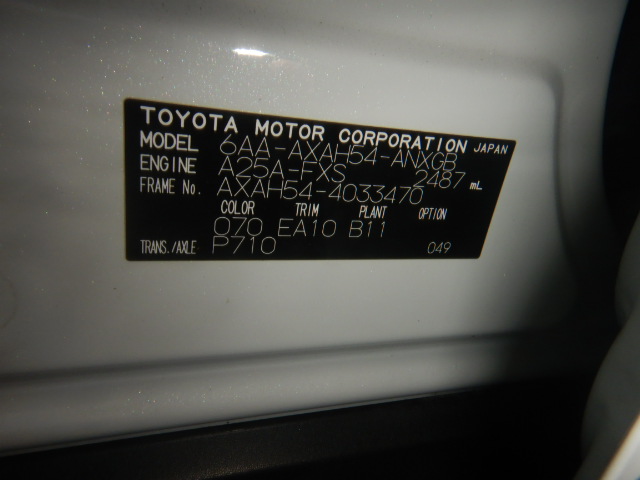 TOYOTA MOTOR CORPORATION JAPAN
MODEL 6AA-AXAH54-ANXGB
ENGINE A25A-FXS 2487 mL
FRAME No. AXAH54-4033470
COLOR TRIM PLANT OPTION
070 EA10 B11
TRANS./AXLE P710 049